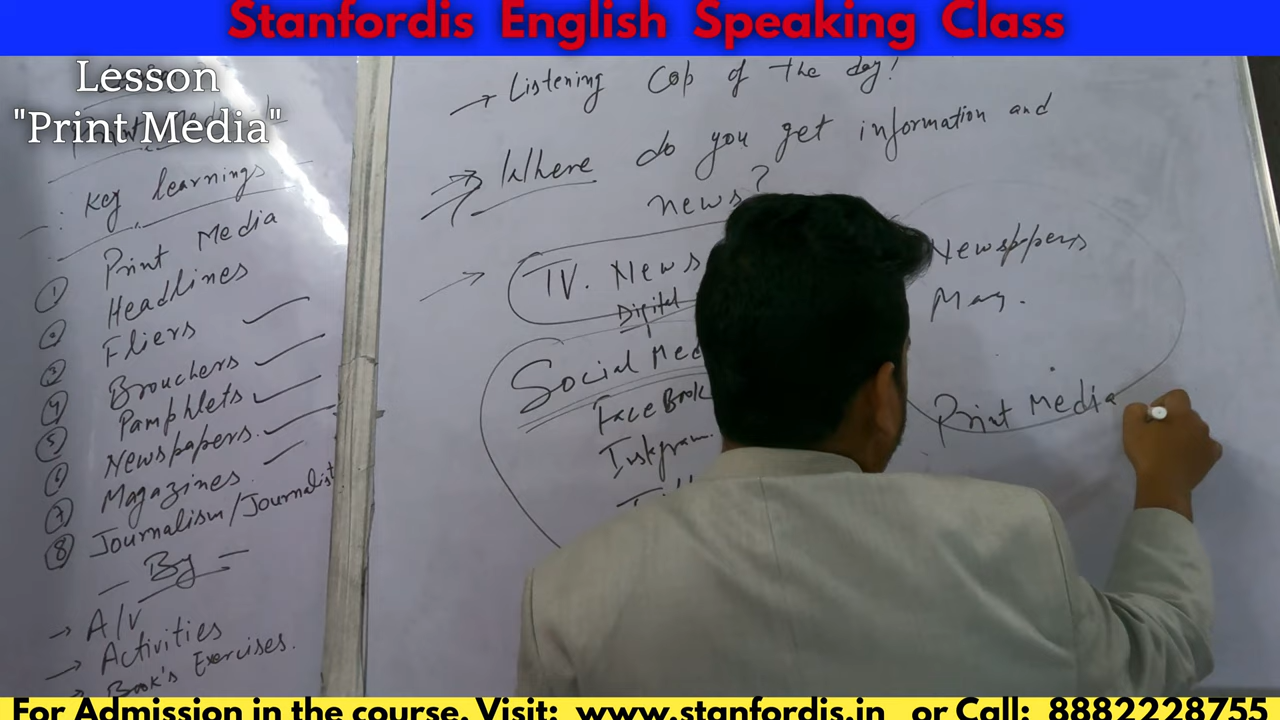 Stanfordis English Speaking Class
Lesson
"Print Media"
Key learnings
① Print Media
② Headlines
③ Fliers
④ Brouchers
⑤ Pamphlets
⑥ Newspapers
⑦ Magazines
⑧ Journalism/Journalist
By
→ A/V
→ Activities
→ Book's Exercises.
→ Listening Cap of the day!
→ Where do you get information and
news?
→ TV. News
Digital
Social Med
FaceBook
Newsppers
Mag.
Print Media
For Admission in the course, Visit: www.stanfordis.in or Call: 8882228755